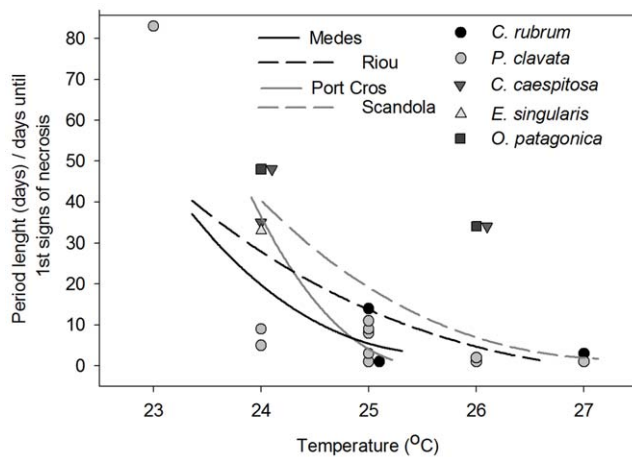 Period lenght (days) / days until
1st signs of necrosis
80
70
60
50
40
30
20
10
0
23
24
25
26
27
Temperature (°C)
Medes
Riou
Port Cros
Scandola
C. rubrum
P. clavata
C. caespitosa
E. singularis
O. patagonica